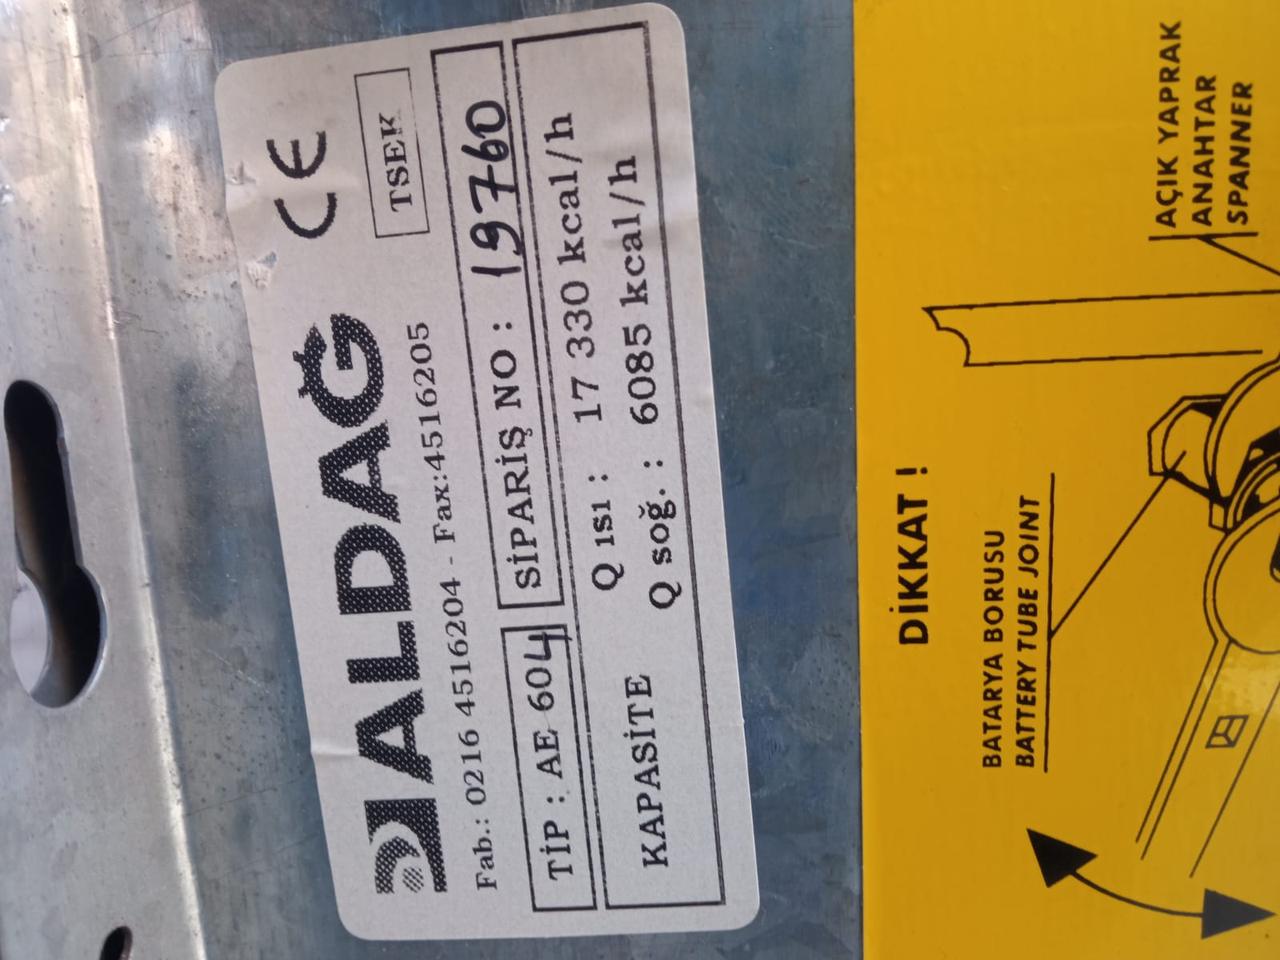 ALDAĞ
CE
Fab.: 0216 4516204 - Fax:4516205
TSEK
TİP : AE 604
SİPARİŞ NO : 19760
KAPASİTE
Q ısı : 17 330 kcal/h
Q soğ. : 6085 kcal/h
DİKKAT !
BATARYA BORUSU
BATTERY TUBE JOINT
AÇIK YAPRAK
ANAHTAR
SPANNER